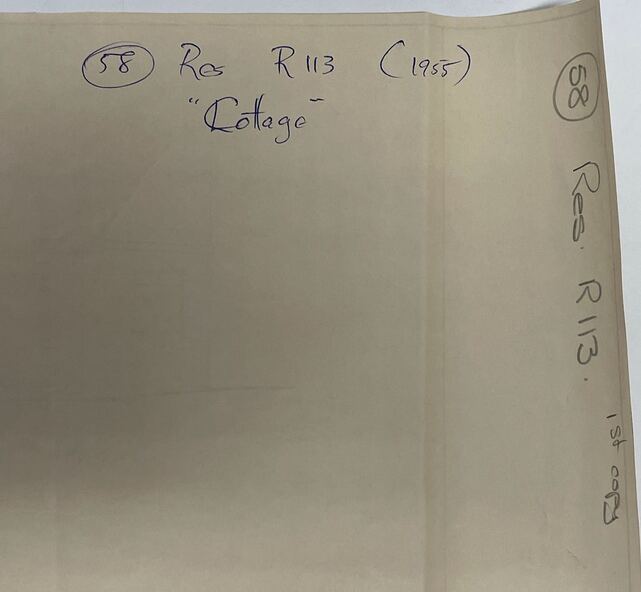 58 Res R113 (1955)
"Cottage"
58 Res. R113. 1st copy